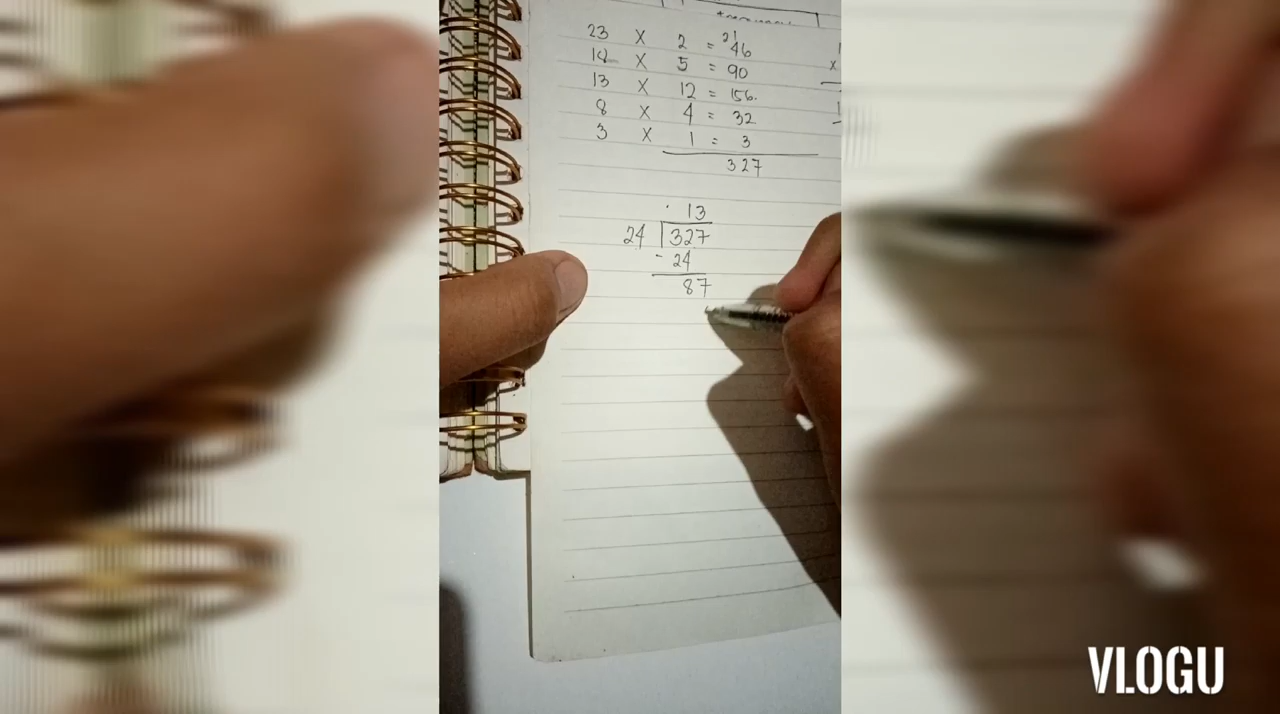 23 X 2 = 46
18 X 5 = 90
13 X 12 = 156.
8 X 4 = 32
3 X 1 = 3
327
13
24 327
- 24
87
VLOGU